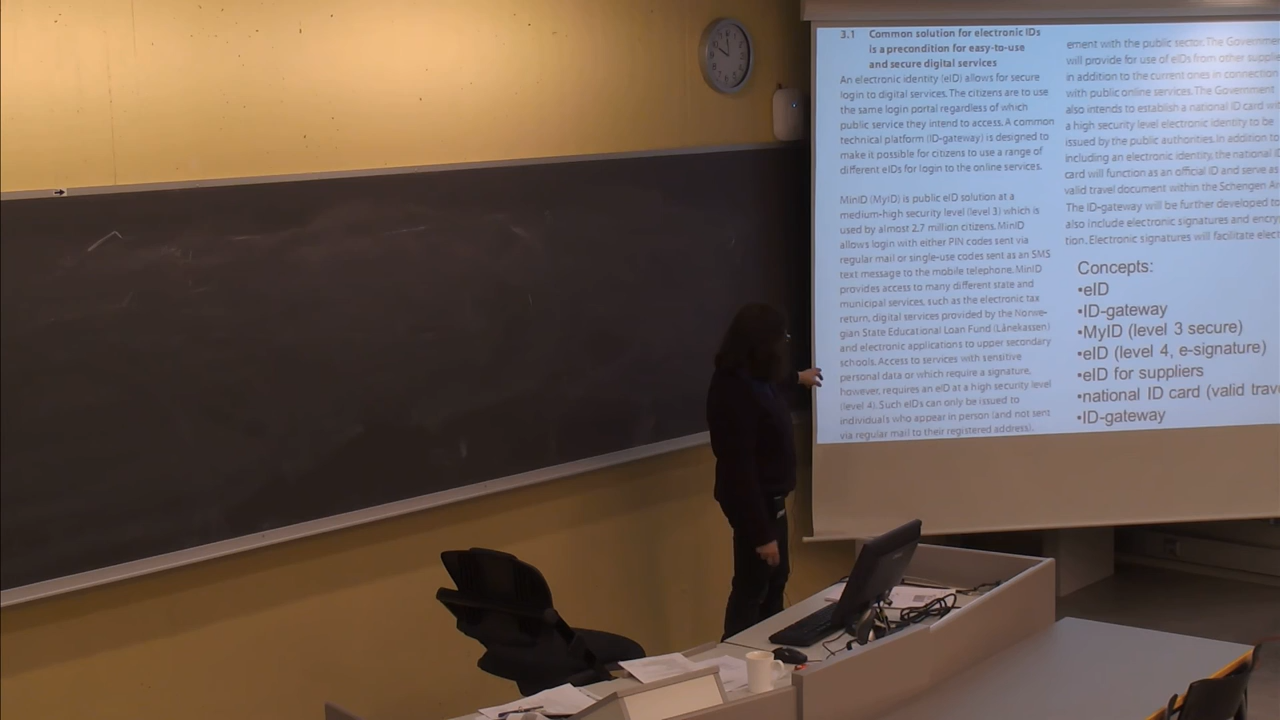 3.1 Common solution for electronic IDs
is a precondition for easy-to-use
and secure digital services
An electronic identity (eID) allows for secure
login to digital services. The citizens are to use
the same login portal regardless of which
public service they intend to access. A common
technical platform (ID-gateway) is designed to
make it possible for citizens to use a range of
different eIDs for login to the online services.
MinID (MyID) is public eID solution at a
medium-high security level (level 3) which is
used by almost 2.7 million citizens. MinID
allows login with either PIN codes sent via
regular mail or single-use codes sent as an SMS
text message to the mobile telephone. MinID
provides access to many different state and
municipal services, such as the electronic tax
return, digital services provided by the Norwe-
gian State Educational Loan Fund (Lånekassen)
and electronic applications to upper secondary
schools. Access to services with sensitive
personal data or which require a signature,
however, requires an eID at a high security level
(level 4). Such eIDs can only be issued to
individuals who appear in person (and not sent
via regular mail to their registered address).
ement with the public sector. The Governme
will provide for use of eIDs from other supplie
in addition to the current ones in connection
with public online services. The Government
also intends to establish a national ID card wi
a high security level electronic identity to be
issued by the public authorities. In addition to
including an electronic identity, the national I
card will function as an official ID and serve as
valid travel document within the Schengen A
The ID-gateway will be further developed to
also include electronic signatures and encry
tion. Electronic signatures will facilitate elect
Concepts:
•eID
•ID-gateway
•MyID (level 3 secure)
•eID (level 4, e-signature)
•eID for suppliers
•national ID card (valid trav
•ID-gateway